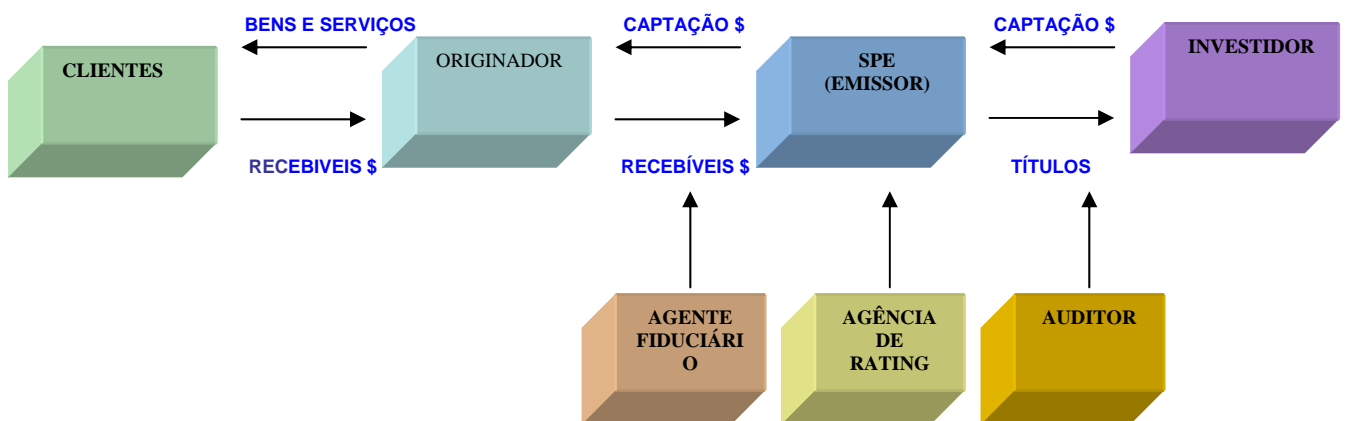 BENS E SERVIÇOS
CAPTAÇÃO $
CAPTAÇÃO $
CLIENTES
ORIGINADOR
SPE
(EMISSOR)
INVESTIDOR
RECEBIVEIS $
RECEBÍVEIS $
TÍTULOS
AGENTE
FIDUCIÁRI
O
AGÊNCIA
DE
RATING
AUDITOR